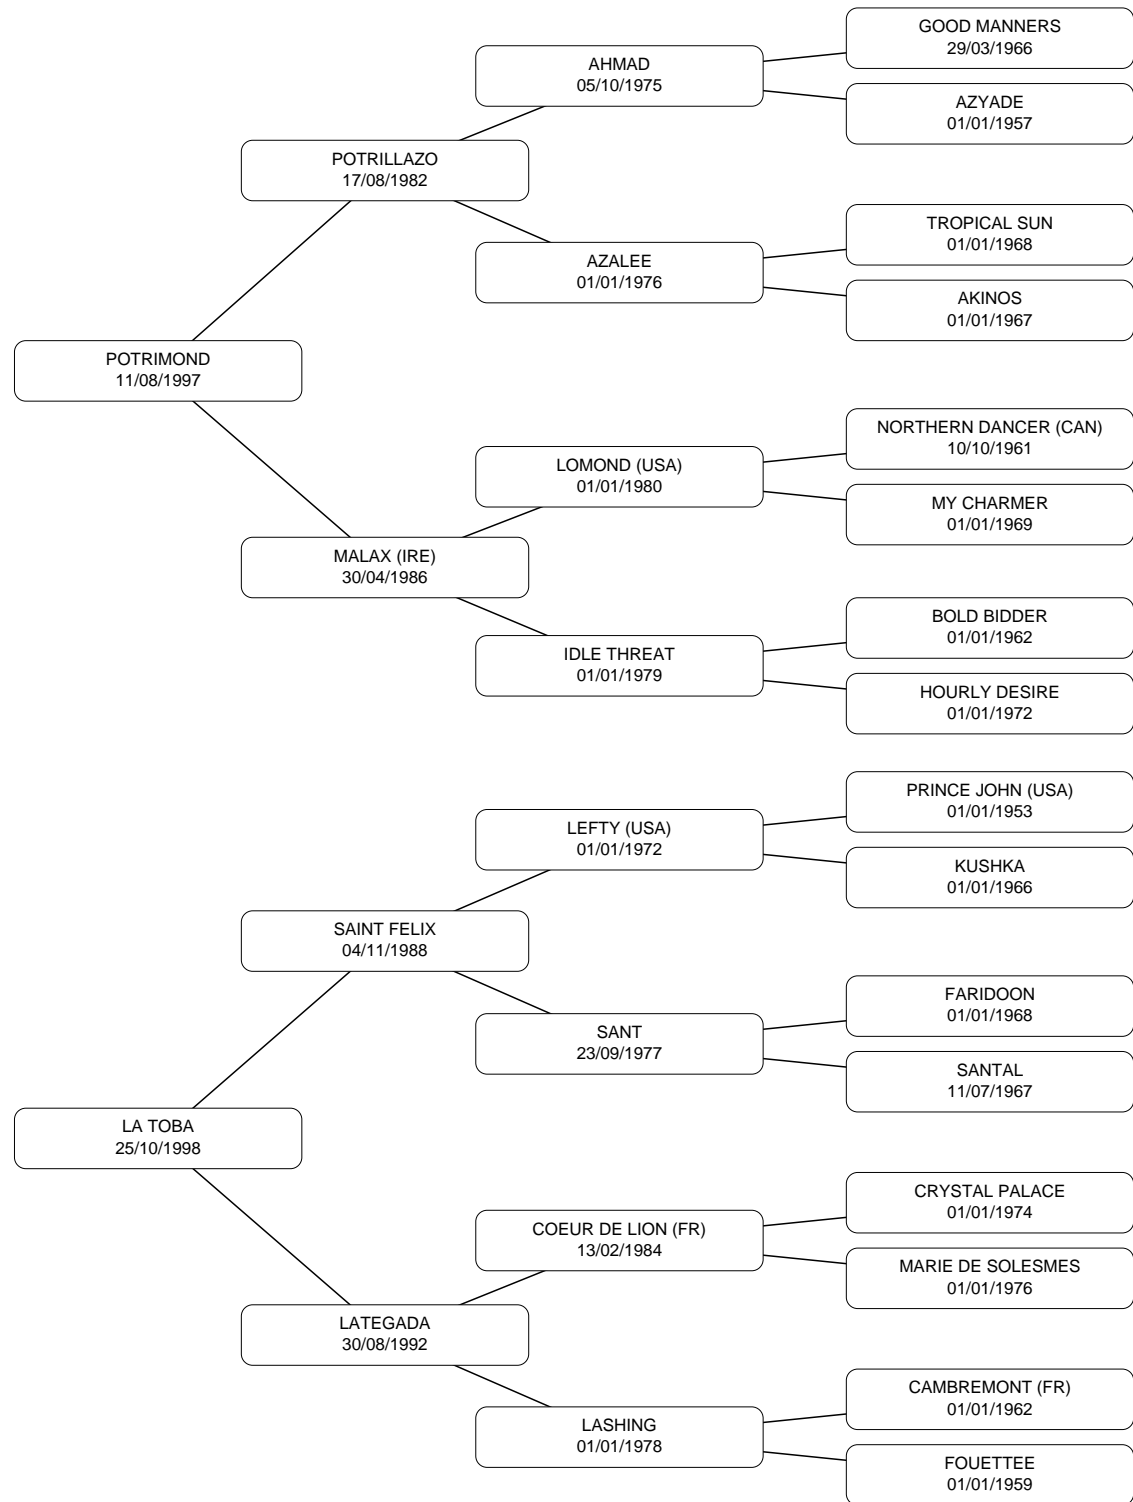 GOOD MANNERS
29/03/1966
AHMAD
05/10/1975
AZYADE
01/01/1957
POTRILLAZO
17/08/1982
TROPICAL SUN
01/01/1968
AZALEE
01/01/1976
AKINOS
01/01/1967
POTRIMOND
11/08/1997
NORTHERN DANCER (CAN)
10/10/1961
LOMOND (USA)
01/01/1980
MY CHARMER
01/01/1969
MALAX (IRE)
30/04/1986
BOLD BIDDER
01/01/1962
IDLE THREAT
01/01/1979
HOURLY DESIRE
01/01/1972
PRINCE JOHN (USA)
01/01/1953
LEFTY (USA)
01/01/1972
KUSHKA
01/01/1966
SAINT FELIX
04/11/1988
FARIDOON
01/01/1968
SANT
23/09/1977
SANTAL
11/07/1967
LA TOBA
25/10/1998
CRYSTAL PALACE
01/01/1974
COEUR DE LION (FR)
13/02/1984
MARIE DE SOLESMES
01/01/1976
LATEGADA
30/08/1992
CAMBREMONT (FR)
01/01/1962
LASHING
01/01/1978
FOUETTEE
01/01/1959